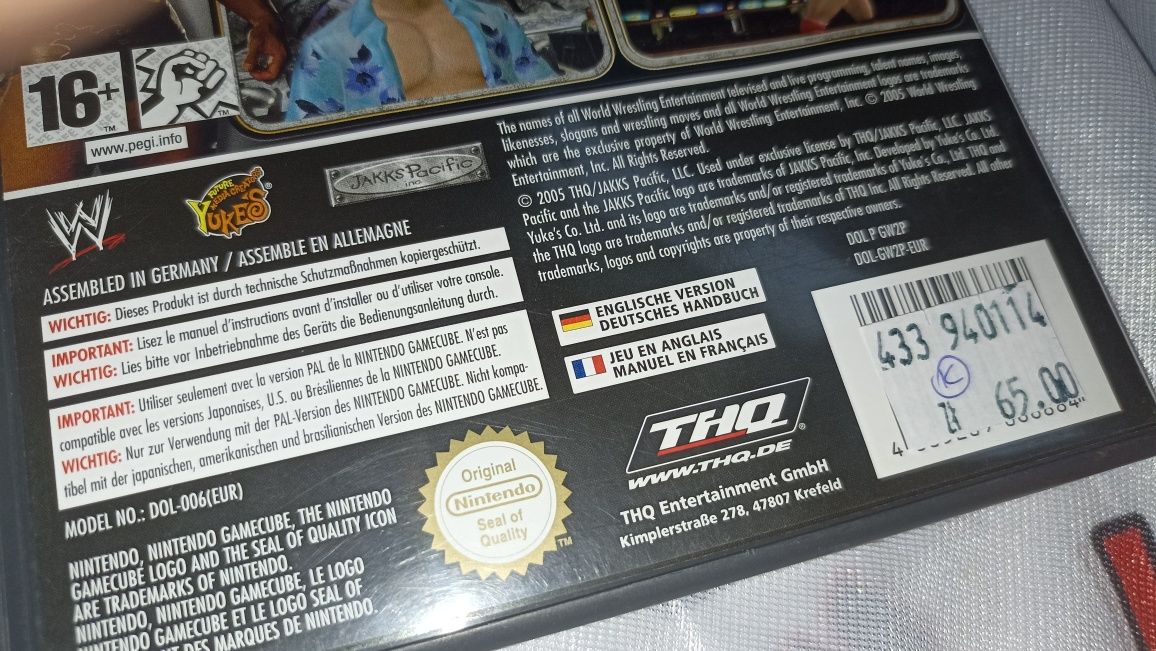 16+
TM
TM
www.pegi.info
W
FUTURE
MEDIA CREATOR
YUKE'S
JAKKS Pacific
INC.
The names of all World Wrestling Entertainment televised and live programming, talent names, images,
likenesses, slogans and wrestling moves and all World Wrestling Entertainment logos are trademarks
which are the exclusive property of World Wrestling Entertainment, Inc. © 2005 World Wrestling
Entertainment, Inc. All Rights Reserved.
© 2005 THQ/JAKKS Pacific, LLC. Used under exclusive license by THQ/JAKKS Pacific, LLC. JAKKS
Pacific and the JAKKS Pacific logo are trademarks of JAKKS Pacific, Inc. Developed by Yuke's Co. Ltd.
Yuke's Co. Ltd. and its logo are trademarks and/or registered trademarks of Yuke's Co., Ltd. THQ and
the THQ logo are trademarks and/or registered trademarks of THQ Inc. All Rights Reserved. All other
trademarks, logos and copyrights are property of their respective owners.
DOL P GW2P
DOL-GW2P-EUR
ASSEMBLED IN GERMANY / ASSEMBLE EN ALLEMAGNE
WICHTIG: Dieses Produkt ist durch technische Schutzmaßnahmen kopiergeschützt.
IMPORTANT: Lisez le manuel d'instructions avant d'installer ou d'utiliser votre console.
WICHTIG: Lies bitte vor Inbetriebnahme des Geräts die Bedienungsanleitung durch.
IMPORTANT: Utiliser seulement avec la version PAL de la NINTENDO GAMECUBE. N'est pas
compatible avec les versions Japonaises, U.S. ou Brésiliennes de la NINTENDO GAMECUBE.
WICHTIG: Nur zur Verwendung mit der PAL-Version des NINTENDO GAMECUBE. Nicht kompa-
tibel mit der japanischen, amerikanischen und brasilianischen Version des NINTENDO GAMECUBE.
MODEL NO.: DOL-006(EUR)
NINTENDO, NINTENDO GAMECUBE, THE NINTENDO
GAMECUBE LOGO AND THE SEAL OF QUALITY ICON
ARE TRADEMARKS OF NINTENDO.
NINTENDO, NINTENDO GAMECUBE, LE LOGO
NINTENDO GAMECUBE ET LE LOGO SEAL OF
DES MARQUES DE NINTENDO.
Original
Nintendo
Seal of
Quality
TM
ENGLISCHE VERSION
DEUTSCHES HANDBUCH
JEU EN ANGLAIS
MANUEL EN FRANÇAIS
THQ
®
WWW.THQ.DE
THQ Entertainment GmbH
Kimplerstraße 278, 47807 Krefeld
433 940114
K
zł 65.00